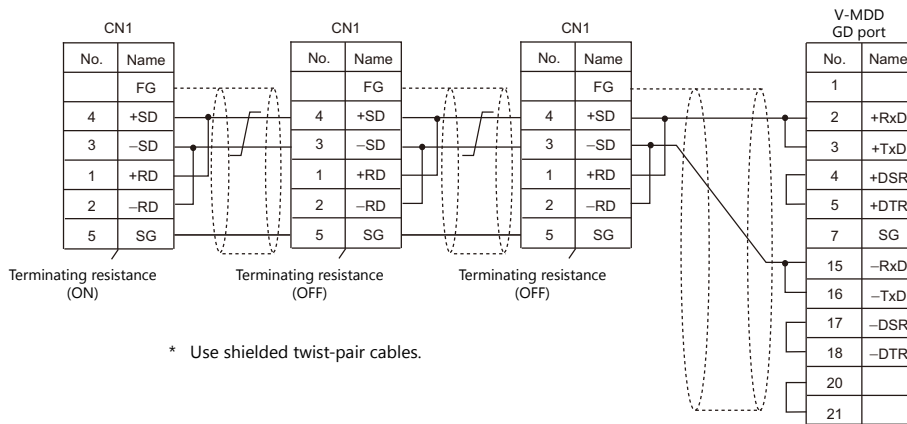 CN1
No. Name
FG
4 +SD
3 −SD
1 +RD
2 −RD
5 SG
Terminating resistance
(ON)
CN1
No. Name
FG
4 +SD
3 −SD
1 +RD
2 −RD
5 SG
Terminating resistance
(OFF)
CN1
No. Name
FG
4 +SD
3 −SD
1 +RD
2 −RD
5 SG
Terminating resistance
(OFF)
V-MDD
GD port
No. Name
1
2 +RxD
3 +TxD
4 +DSR
5 +DTR
7 SG
15 −RxD
16 −TxD
17 −DSR
18 −DTR
20
21
* Use shielded twist-pair cables.